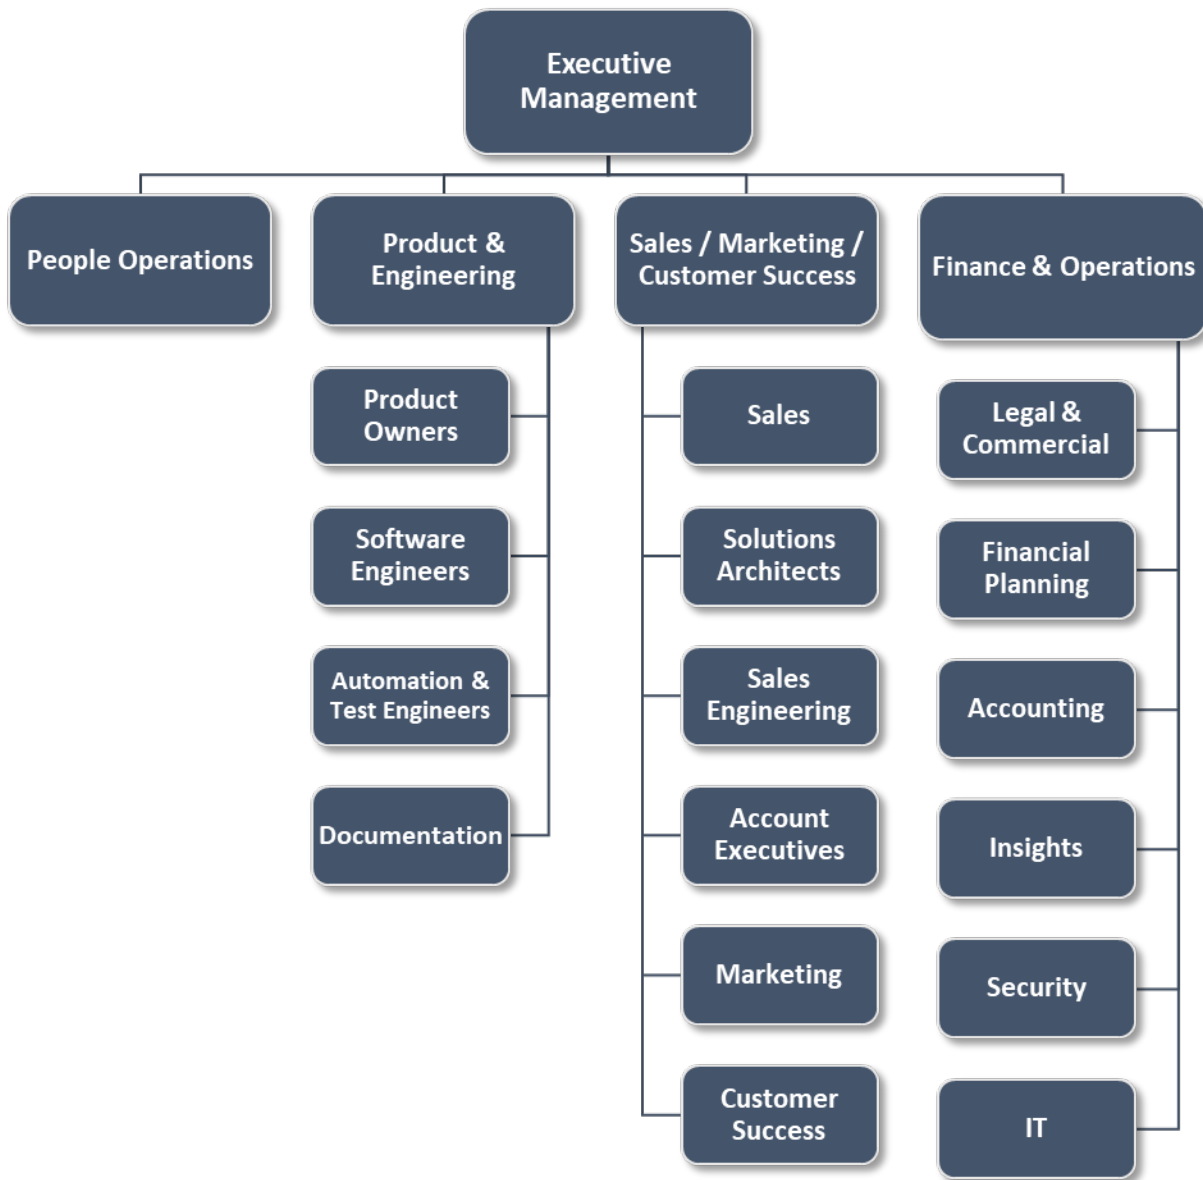 Executive
Management
People Operations
Product &
Engineering
Sales / Marketing /
Customer Success
Finance & Operations
Product
Owners
Software
Engineers
Automation &
Test Engineers
Documentation
Sales
Solutions
Architects
Sales
Engineering
Account
Executives
Marketing
Customer
Success
Legal &
Commercial
Financial
Planning
Accounting
Insights
Security
IT